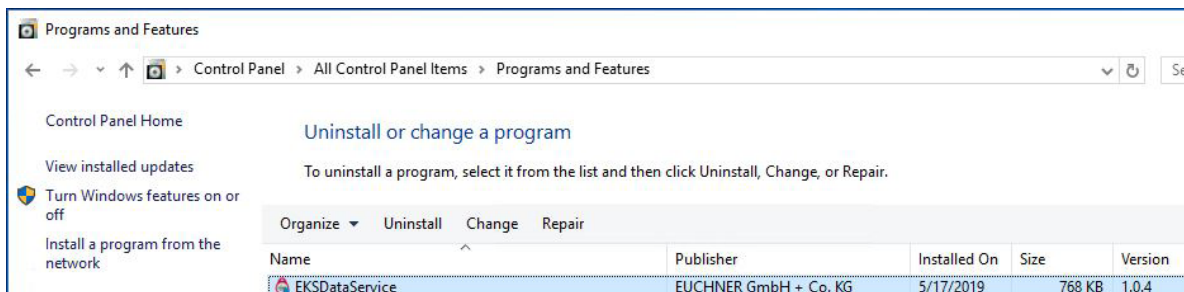 Programs and Features
Control Panel > All Control Panel Items > Programs and Features
Se
Control Panel Home
View installed updates
Turn Windows features on or
off
Install a program from the
network
Uninstall or change a program
To uninstall a program, select it from the list and then click Uninstall, Change, or Repair.
Organize Uninstall Change Repair
Name Publisher Installed On Size Version
EKSDataService EUCHNER GmbH + Co. KG 5/17/2019 768 KB 1.0.4